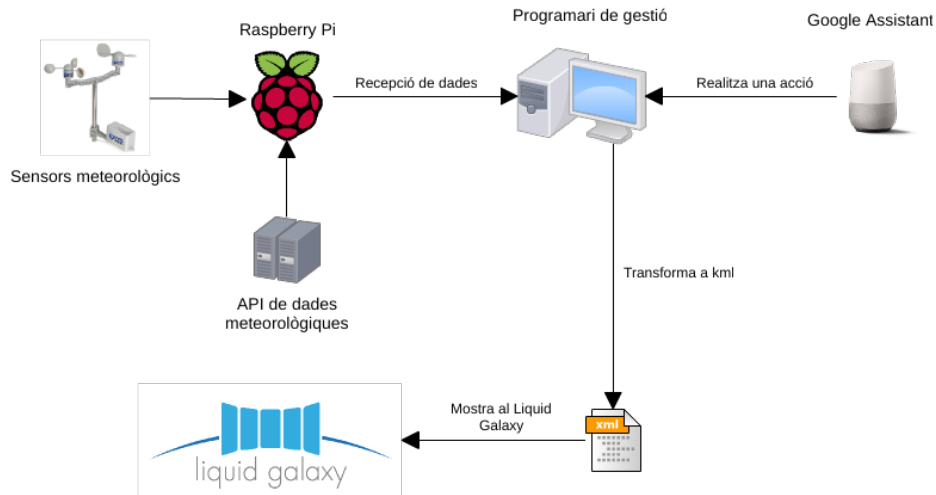 Programari de gestió
Google Assistant
Raspberry Pi
Recepció de dades
Realitza una acció
Sensors meteorològics
Transforma a kml
API de dades
meteorològiques
Mostra al Liquid
Galaxy
xml
liquid galaxy